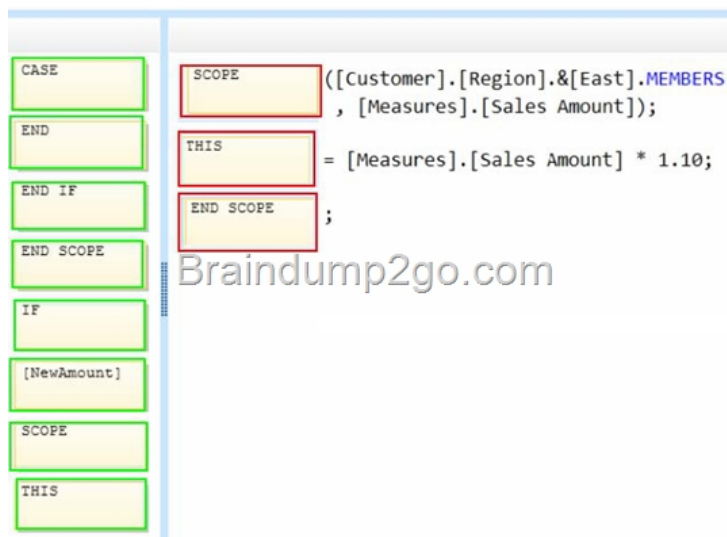 CASE
END
END IF
END SCOPE
IF
[NewAmount]
SCOPE
THIS
SCOPE ([Customer].[Region].&[East].MEMBERS
, [Measures].[Sales Amount]);
THIS = [Measures].[Sales Amount] * 1.10;
END SCOPE ;
Braindump2go.com